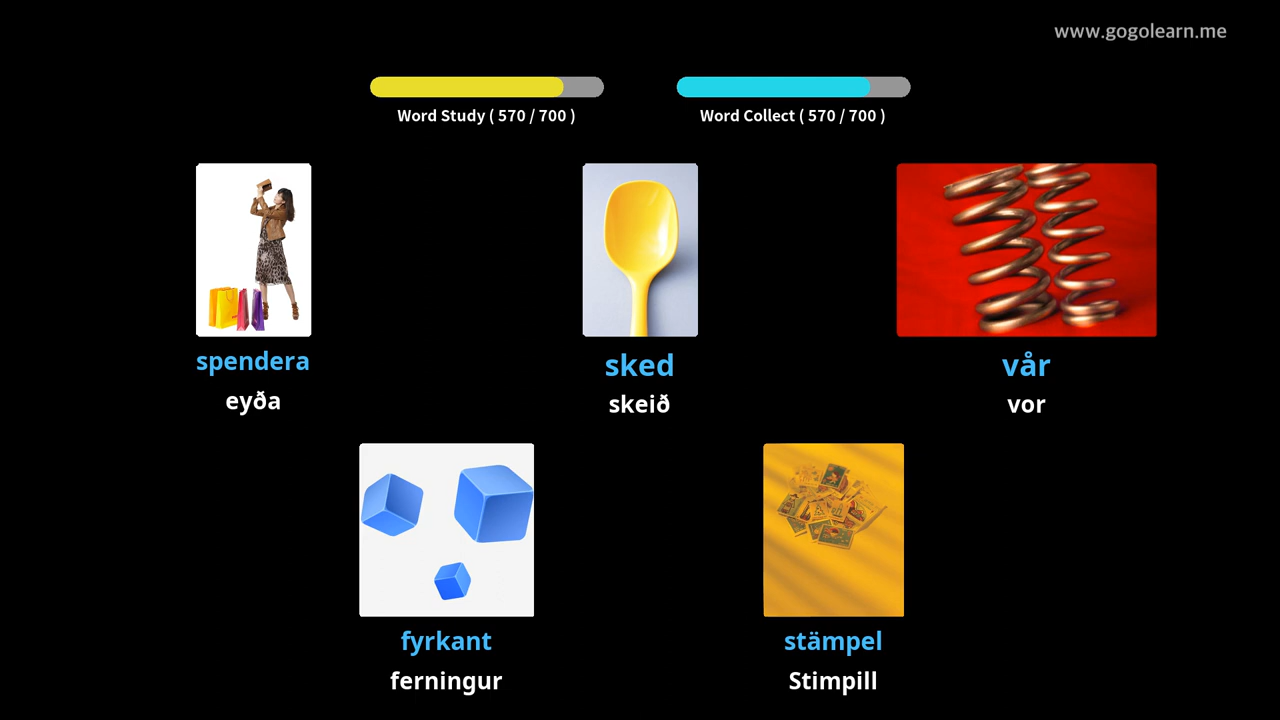 www.gogolearn.me
Word Study ( 570 / 700 )
Word Collect ( 570 / 700 )
spendera
eyða
sked
skeið
vår
vor
fyrkant
ferningur
stämpel
Stimpill